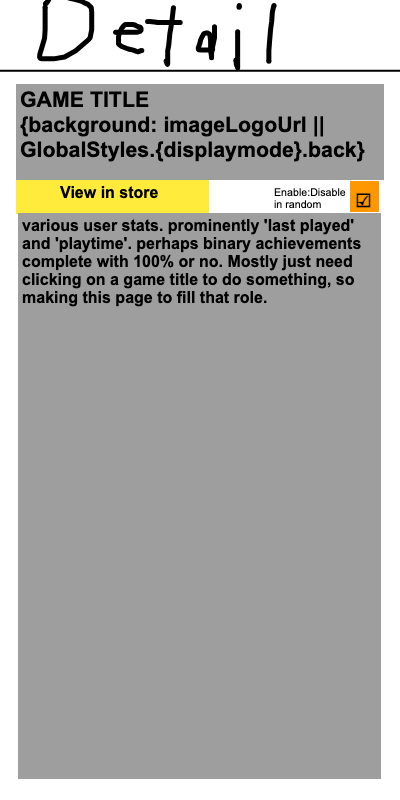 Detail
GAME TITLE
{background: imageLogoUrl ||
GlobalStyles.{displaymode}.back}
View in store
Enable:Disable
in random
☑
various user stats. prominently 'last played'
and 'playtime'. perhaps binary achievements
complete with 100% or no. Mostly just need
clicking on a game title to do something, so
making this page to fill that role.